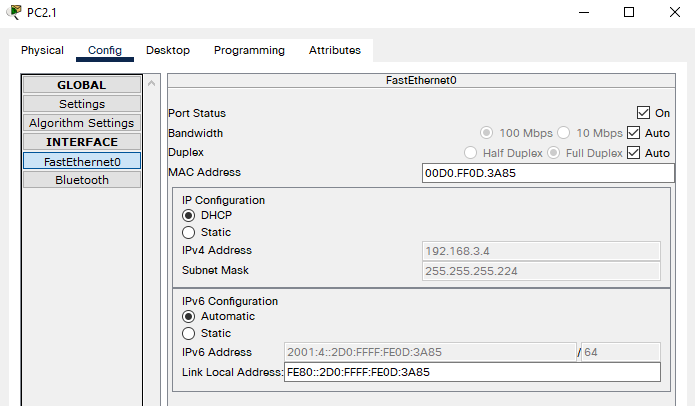 PC2.1
Physical Config Desktop Programming Attributes
GLOBAL
Settings
Algorithm Settings
INTERFACE
FastEthernet0
Bluetooth
FastEthernet0
Port Status On
Bandwidth 100 Mbps 10 Mbps Auto
Duplex Half Duplex Full Duplex Auto
MAC Address 00D0.FF0D.3A85
IP Configuration
DHCP
Static
IPv4 Address 192.168.3.4
Subnet Mask 255.255.255.224
IPv6 Configuration
Automatic
Static
IPv6 Address 2001:4::2D0:FFFF:FE0D:3A85 / 64
Link Local Address: FE80::2D0:FFFF:FE0D:3A85